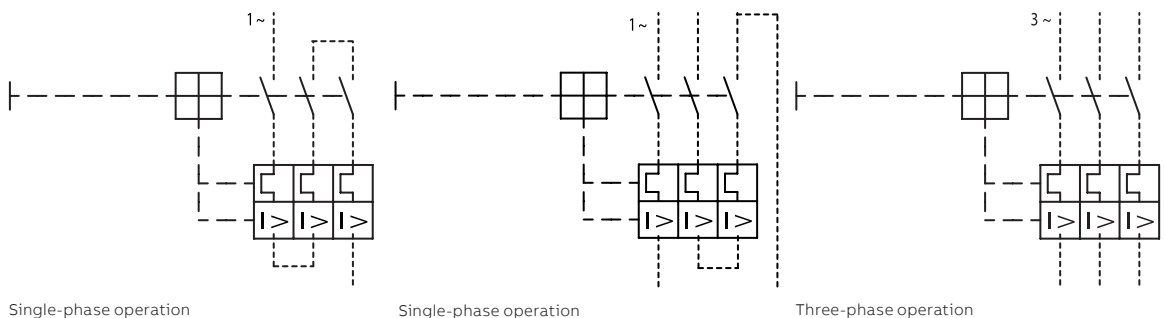 1~
1~
3~
I> I> I>
I> I> I>
I> I> I>
Single-phase operation
Single-phase operation
Three-phase operation